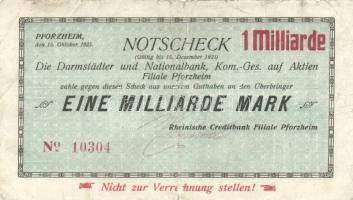 PFORZHEIM,
den 15. Oktober 1923.
NOTSCHECK
1 Milliarde
(Gültig bis 15. Dezember 1923)
Die Darmstädter und Nationalbank, Kom.-Ges. auf Aktien
Filiale Pforzheim
zahle gegen diesen Scheck aus unserem Guthaben an den Überbringer
EINE MILLIARDE MARK
Rheinische Creditbank Filiale Pforzheim
No 10304
Nicht zur Verrechnung stellen!